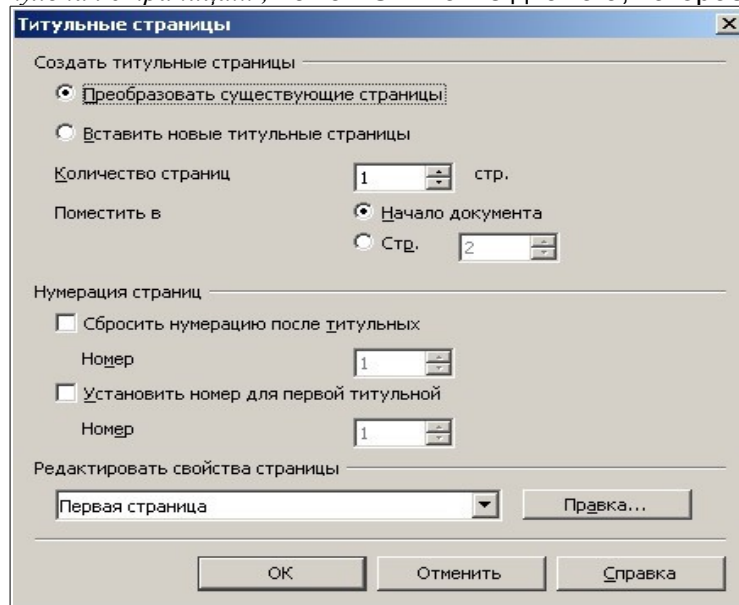 Титульные страницы
Создать титульные страницы
Преобразовать существующие страницы
Вставить новые титульные страницы
Количество страниц 1 стр.
Поместить в Начало документа
Стр. 2
Нумерация страниц
Сбросить нумерацию после титульных
Номер 1
Установить номер для первой титульной
Номер 1
Редактировать свойства страницы
Первая страница Правка...
ОК Отменить Справка